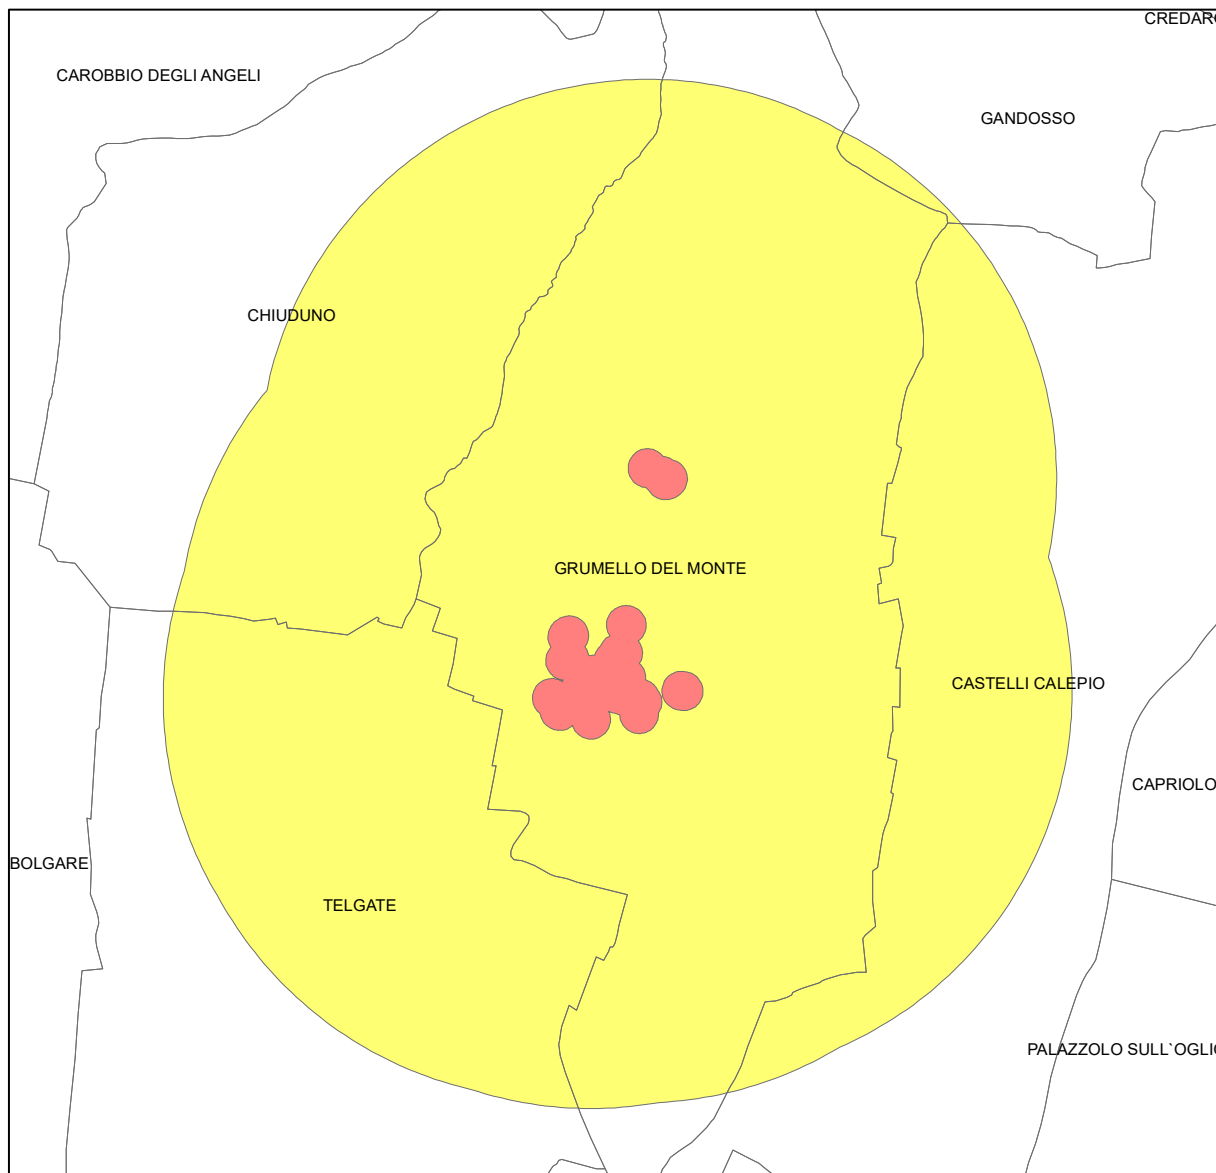 CREDARO
CAROBBIO DEGLI ANGELI
GANDOSSO
CHIUDUNO
GRUMELLO DEL MONTE
CASTELLI CALEPIO
CAPRIOLO
BOLGARE
TELGATE
PALAZZOLO SULL`OGLIO